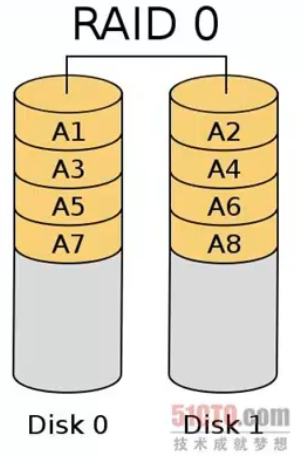 RAID 0
A1 A2
A3 A4
A5 A6
A7 A8
Disk 0 Disk 1
51CTO.com
技术成就梦想